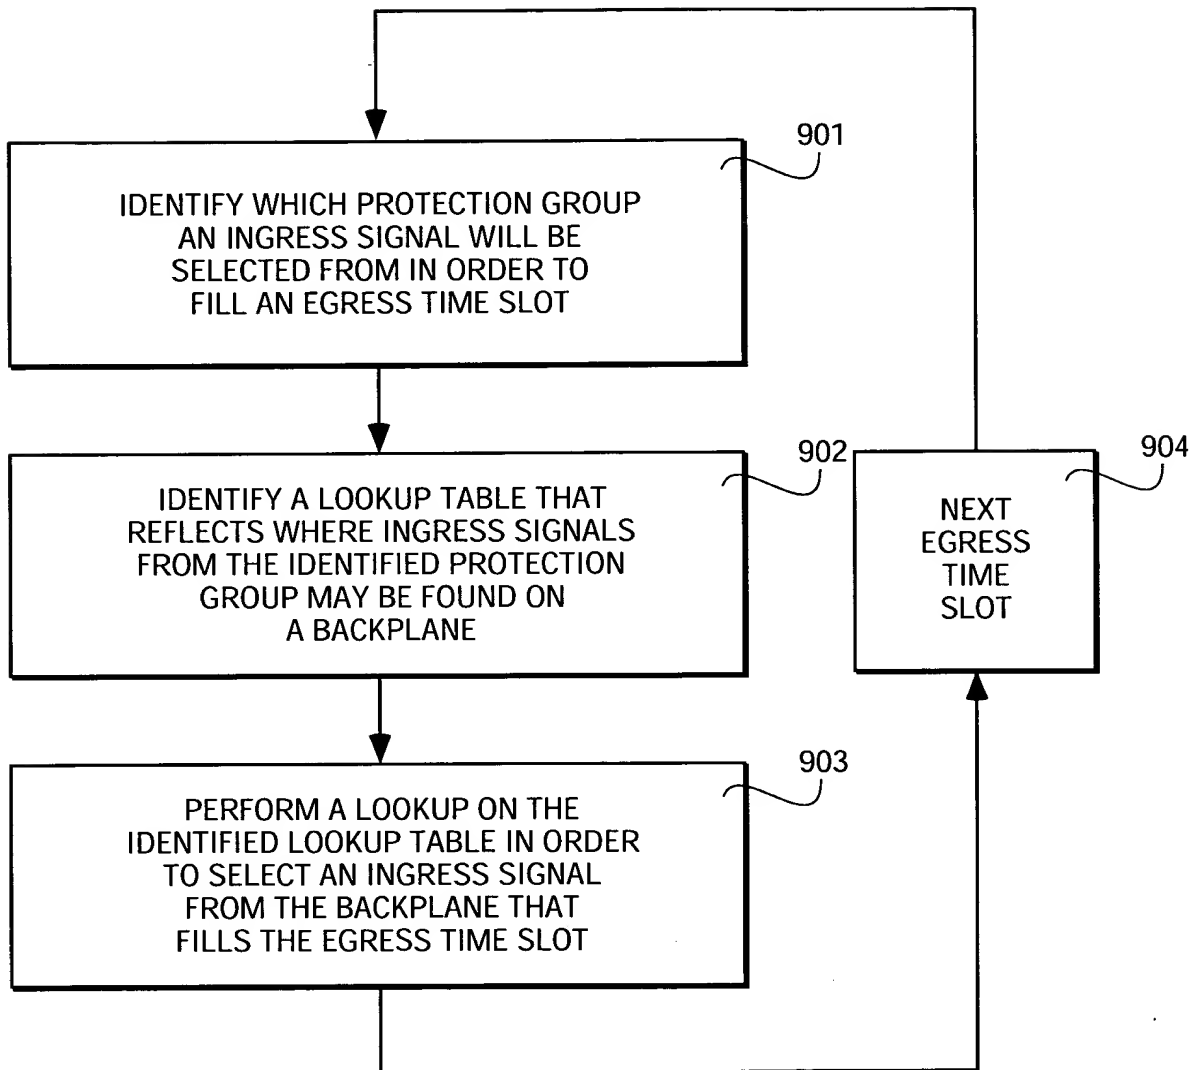 901
IDENTIFY WHICH PROTECTION GROUP
AN INGRESS SIGNAL WILL BE
SELECTED FROM IN ORDER TO
FILL AN EGRESS TIME SLOT
902
IDENTIFY A LOOKUP TABLE THAT
REFLECTS WHERE INGRESS SIGNALS
FROM THE IDENTIFIED PROTECTION
GROUP MAY BE FOUND ON
A BACKPLANE
903
PERFORM A LOOKUP ON THE
IDENTIFIED LOOKUP TABLE IN ORDER
TO SELECT AN INGRESS SIGNAL
FROM THE BACKPLANE THAT
FILLS THE EGRESS TIME SLOT
904
NEXT
EGRESS
TIME
SLOT